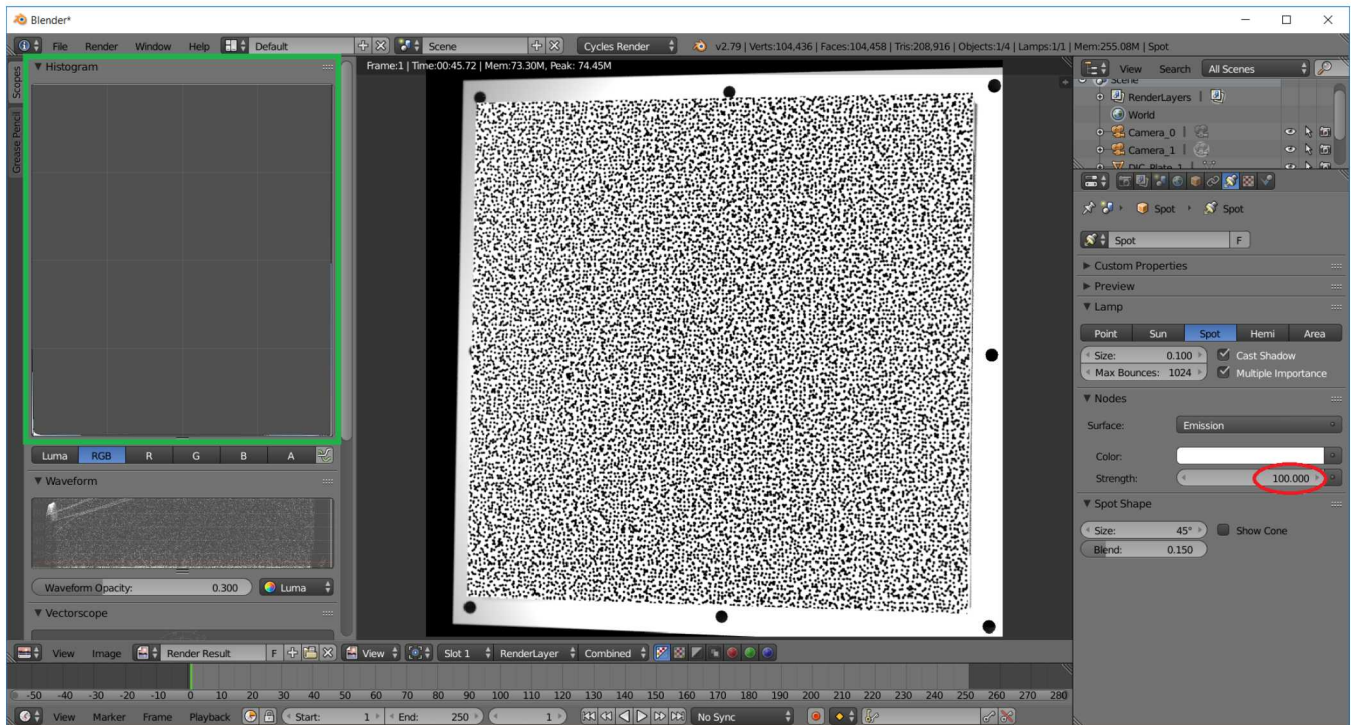 Blender*
File Render Window Help Default Scene Cycles Render v2.79 | Verts:104,436 | Faces:104,458 | Tris:208,916 | Objects:1/4 | Lamps:1/1 | Mem:255.08M | Spot
Scopes
Grease Pencil
Histogram
Luma RGB R G B A
Waveform
Waveform Opacity: 0.300 Luma
Vectorscope
Frame:1 | Time:00:45.72 | Mem:73.30M, Peak: 74.45M
View Search All Scenes
Scene
RenderLayers |
World
Camera_0 |
Camera_1 |
DIC_Plate_1 |
Spot Spot
Spot F
Custom Properties
Preview
Lamp
Point Sun Spot Hemi Area
Size: 0.100 Cast Shadow
Max Bounces: 1024 Multiple Importance
Nodes
Surface: Emission
Color:
Strength: 100.000
Spot Shape
Size: 45° Show Cone
Blend: 0.150
View Image Render Result F View Slot 1 RenderLayer Combined
-50 -40 -30 -20 -10 0 10 20 30 40 50 60 70 80 90 100 110 120 130 140 150 160 170 180 190 200 210 220 230 240 250 260 270 280
View Marker Frame Playback Start: 1 End: 250 1 No Sync